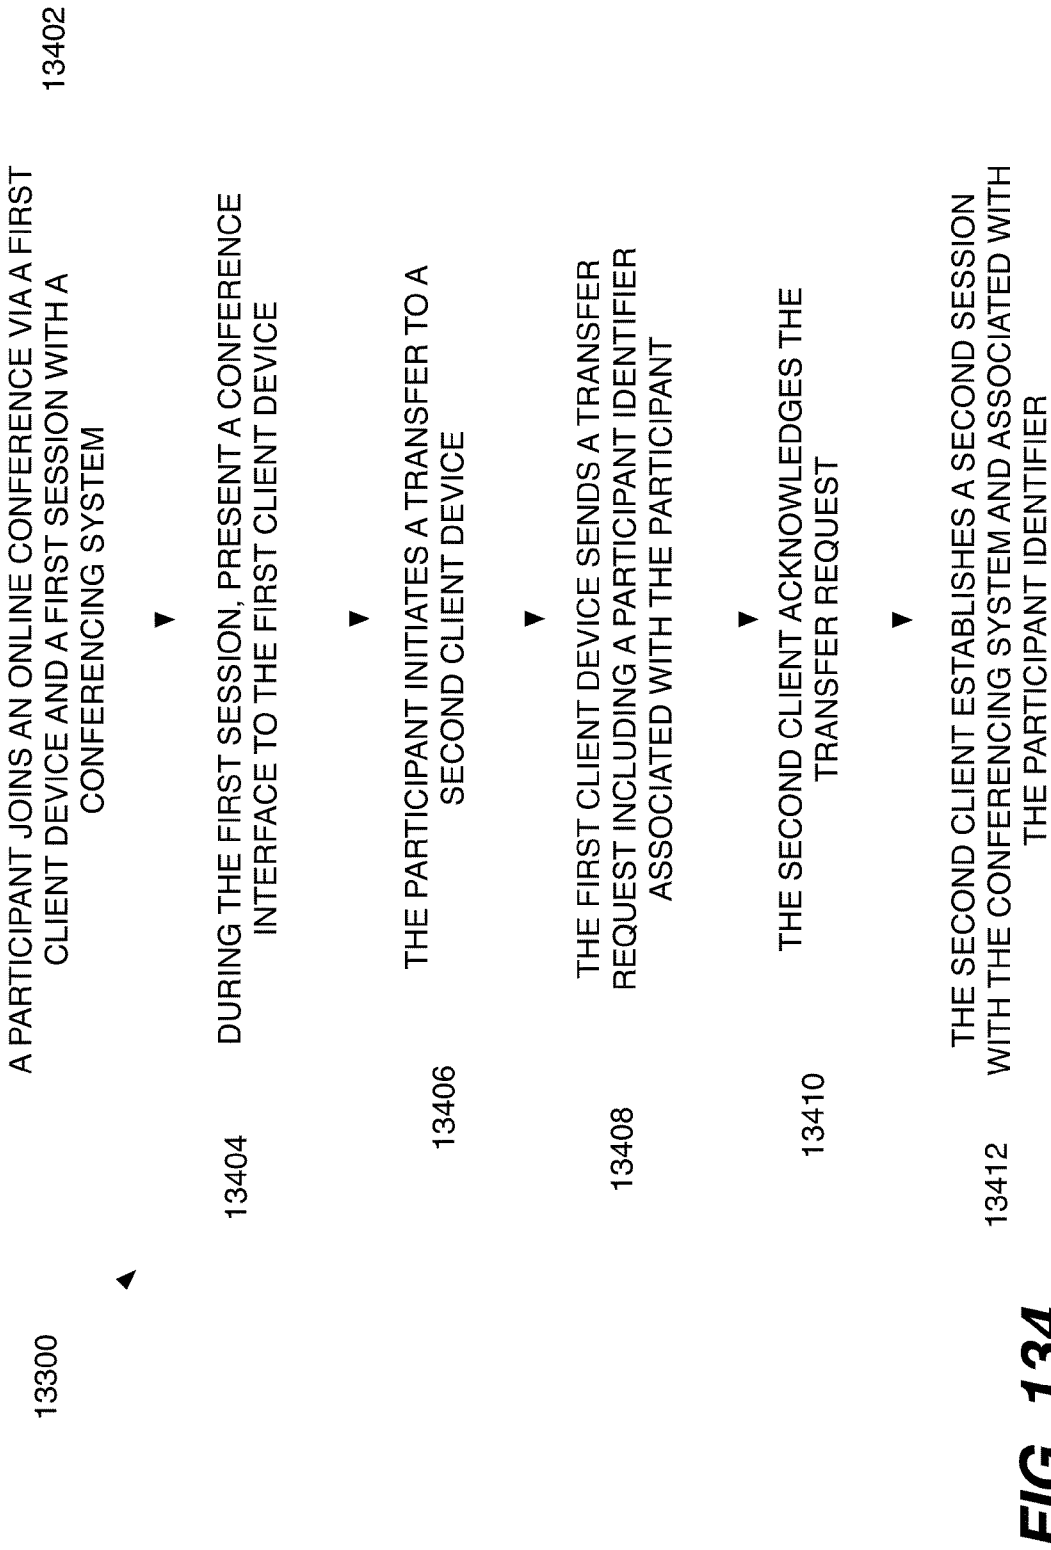 13300
A PARTICIPANT JOINS AN ONLINE CONFERENCE VIA A FIRST
CLIENT DEVICE AND A FIRST SESSION WITH A
CONFERENCING SYSTEM
13402
13404
DURING THE FIRST SESSION, PRESENT A CONFERENCE
INTERFACE TO THE FIRST CLIENT DEVICE
13406
THE PARTICIPANT INITIATES A TRANSFER TO A
SECOND CLIENT DEVICE
13408
THE FIRST CLIENT DEVICE SENDS A TRANSFER
REQUEST INCLUDING A PARTICIPANT IDENTIFIER
ASSOCIATED WITH THE PARTICIPANT
13410
THE SECOND CLIENT ACKNOWLEDGES THE
TRANSFER REQUEST
13412
THE SECOND CLIENT ESTABLISHES A SECOND SESSION
WITH THE CONFERENCING SYSTEM AND ASSOCIATED WITH
THE PARTICIPANT IDENTIFIER
FIG 134